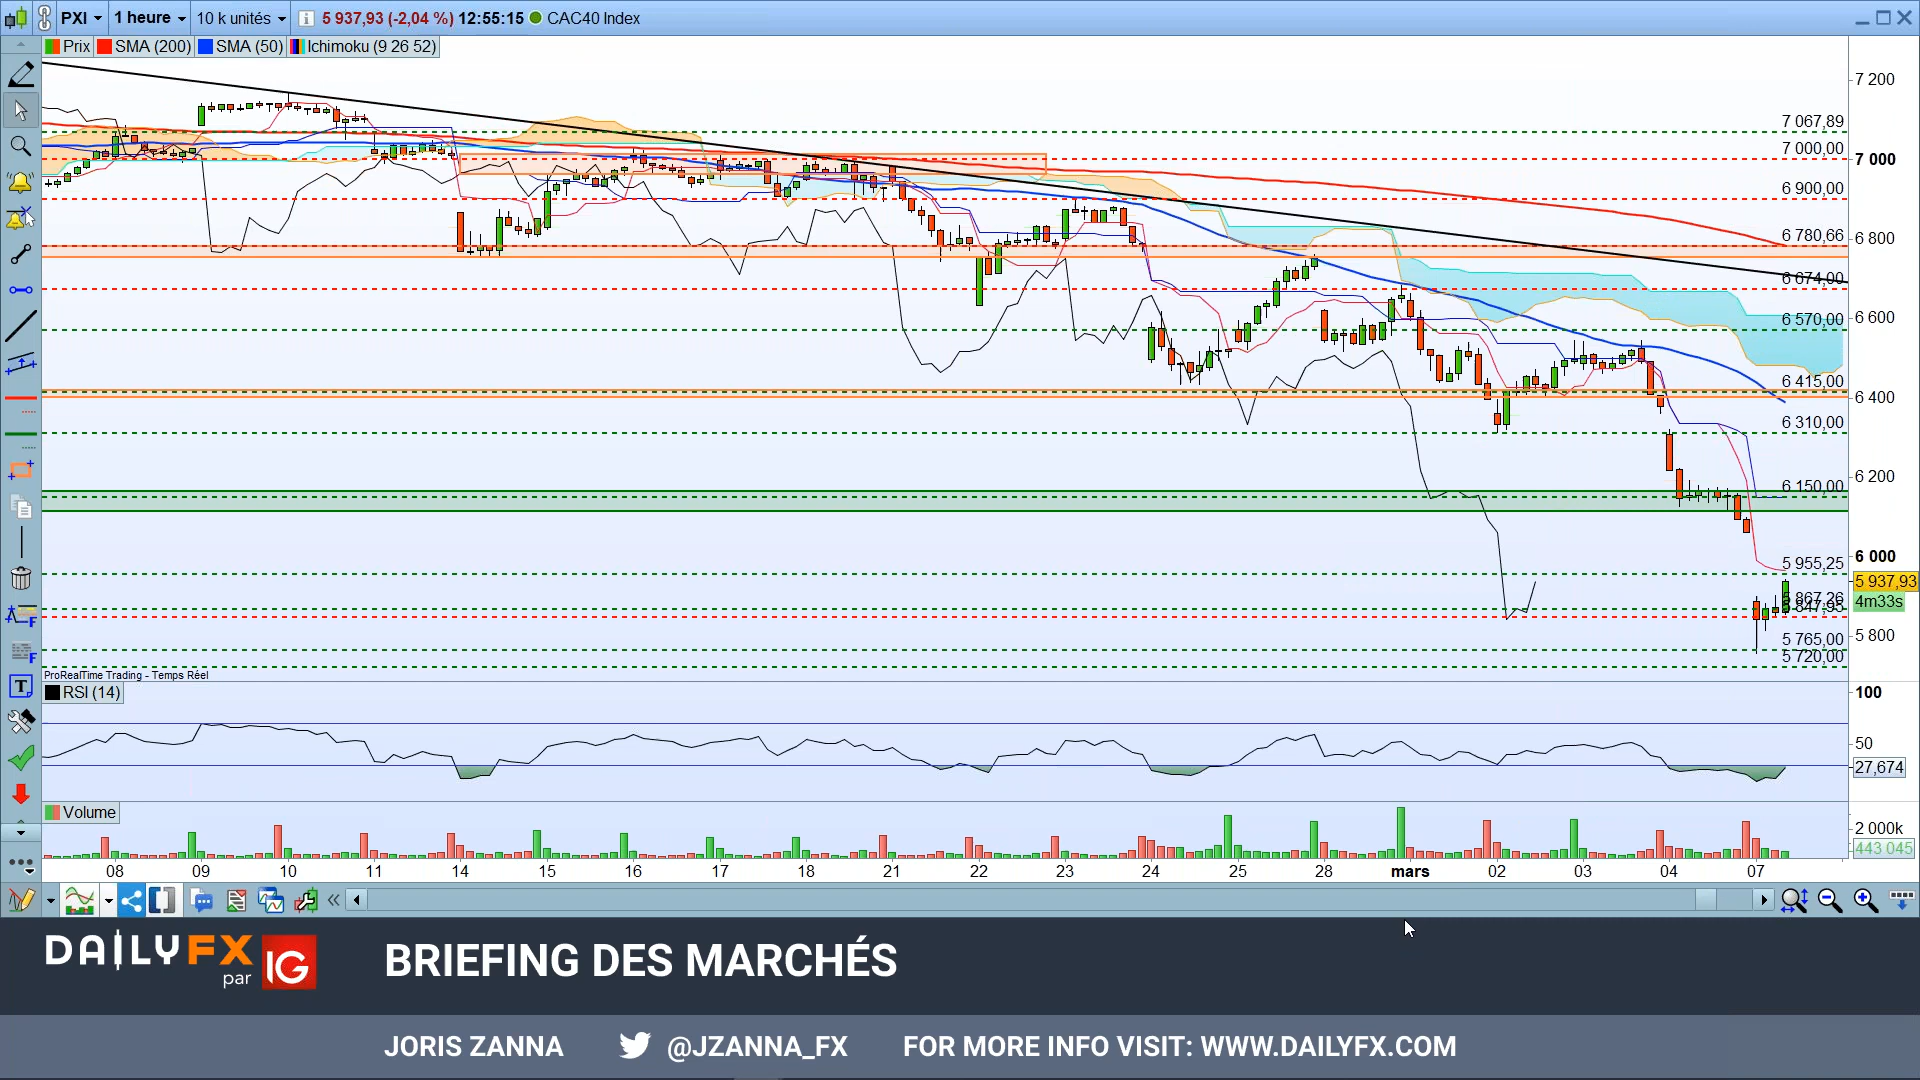 PXI 1 heure 10 k unités i 5 937,93 (-2,04 %) 12:55:15 CAC40 Index
Prix SMA (200) SMA (50) Ichimoku (9 26 52)
7 200
7 067,89
7 000,00
7 000
6 900,00
6 780,66
6 800
6 674,00
6 600
6 570,00
6 415,00
6 400
6 310,00
6 200
6 150,00
6 000
5 955,25
5 937,93
5 867,26
4m33s
5 847,95
5 800
5 765,00
5 720,00
ProRealTime Trading - Temps Réel
RSI (14)
100
50
27,674
Volume
2 000k
443 045
08 09 10 11 14 15 16 17 18 21 22 23 24 25 28 mars 02 03 04 07
DAILYFX
par IG
BRIEFING DES MARCHÉS
JORIS ZANNA @JZANNA_FX FOR MORE INFO VISIT: WWW.DAILYFX.COM